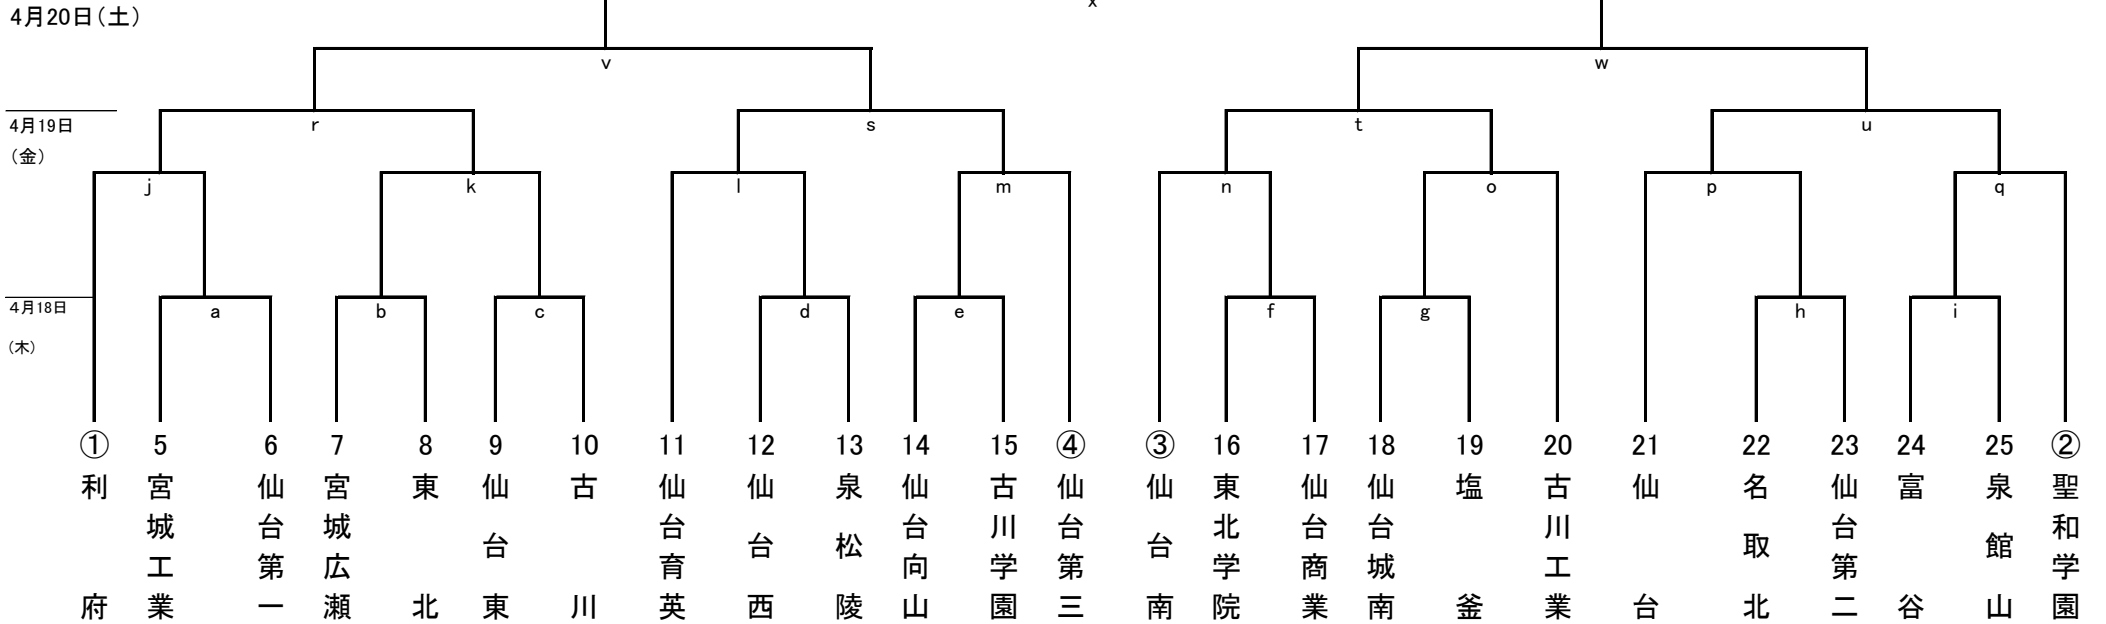 4月20日(土)
x
v
w
4月19日
(金)
r
s
t
u
j
k
l
m
n
o
p
q
4月18日
(木)
a
b
c
d
e
f
g
h
i
① 5 6 7 8 9 10 11 12 13 14 15 ④ ③ 16 17 18 19 20 21 22 23 24 25 ②
利府
宮城工業
仙台第一
宮城広瀬
東北
仙台東
古川
仙台育英
仙台西
泉松陵
仙台向山
古川学園
仙台第三
仙台南
東北学院
仙台商業
仙台城南
塩釜
古川工業
仙台
名取北
仙台第二
富谷
泉館山
聖和学園